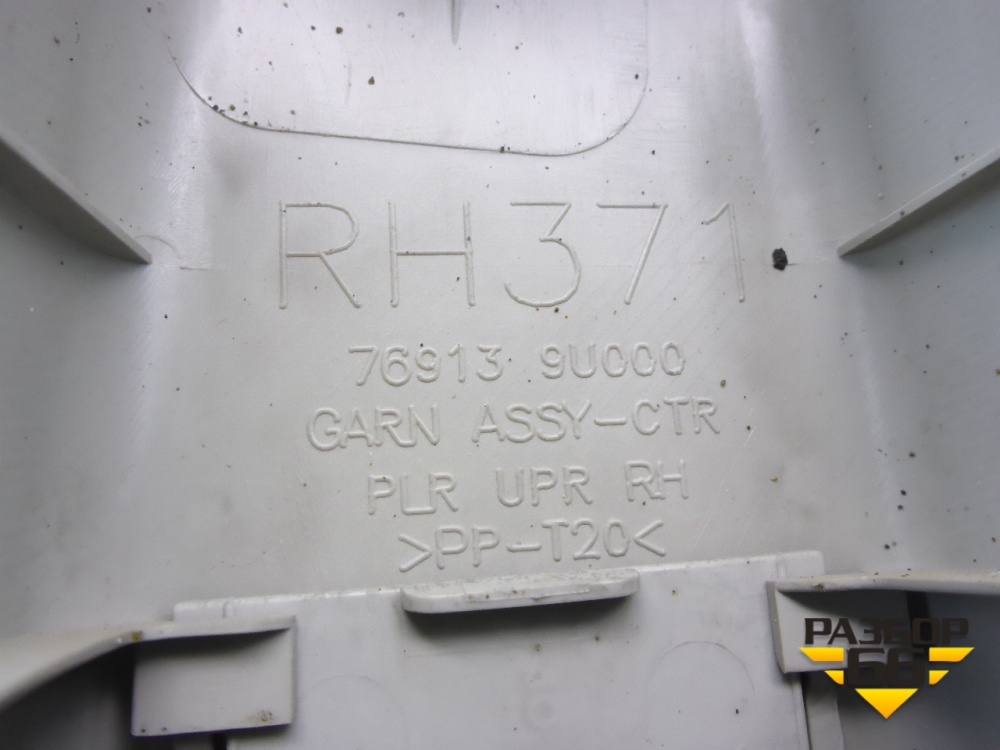 RH371
76913 9U000
GARN ASSY-CTR
PLR UPR RH
>PP-T20<
РАЗБОР
66